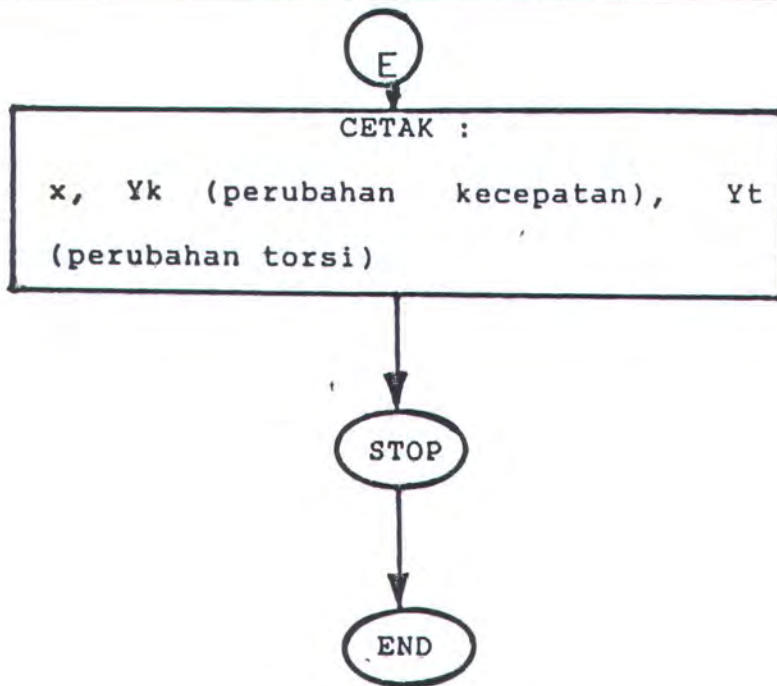 E
CETAK :
x, Yk (perubahan kecepatan), Yt
(perubahan torsi)
STOP
END